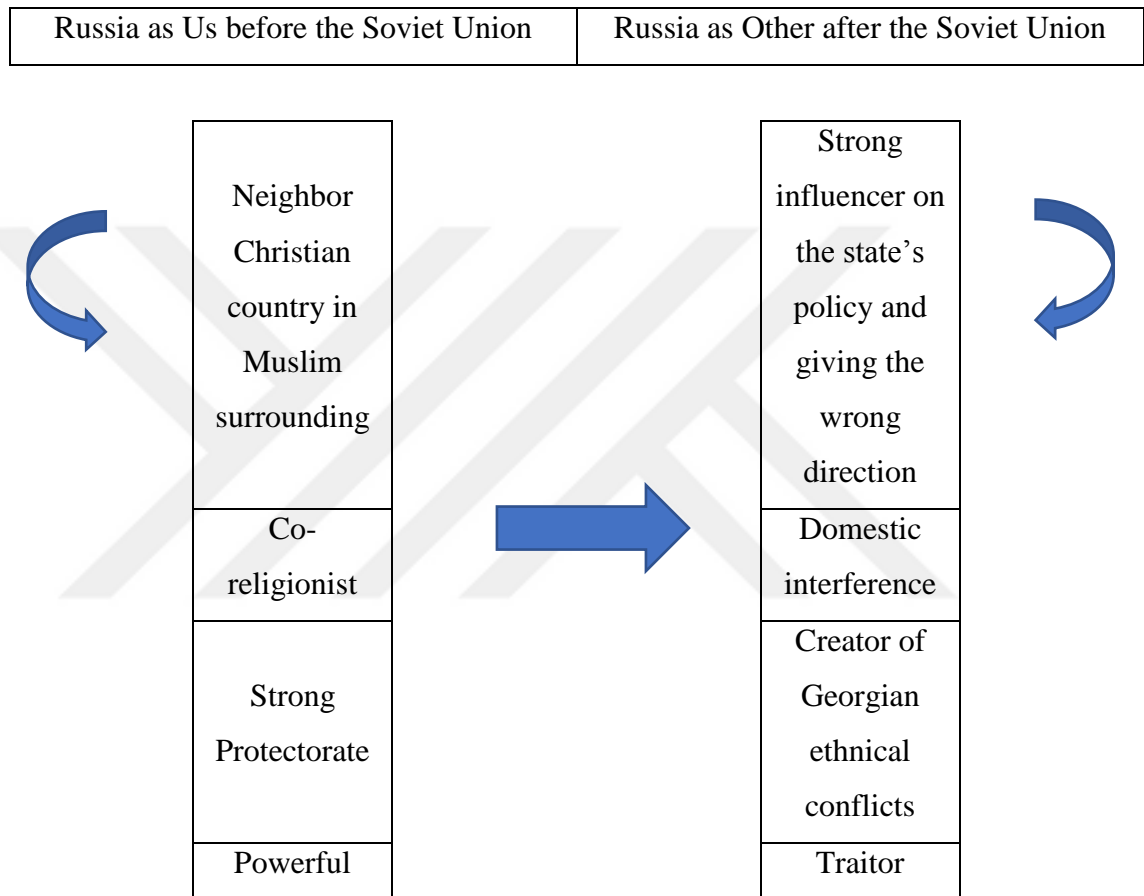 Russia as Us before the Soviet Union
Russia as Other after the Soviet Union
Neighbor
Christian
country in
Muslim
surrounding
Co-
religionist
Strong
Protectorate
Powerful
Strong
influencer on
the state’s
policy and
giving the
wrong
direction
Domestic
interference
Creator of
Georgian
ethnical
conflicts
Traitor